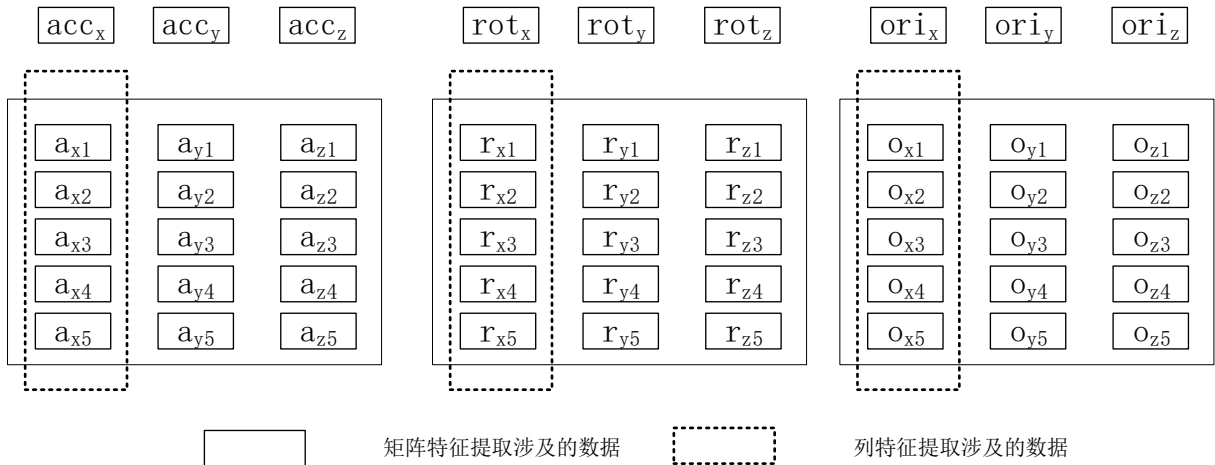 acc_x acc_y acc_z rot_x rot_y rot_z ori_x ori_y ori_z
a_x1 a_y1 a_z1 r_x1 r_y1 r_z1 o_x1 o_y1 o_z1
a_x2 a_y2 a_z2 r_x2 r_y2 r_z2 o_x2 o_y2 o_z2
a_x3 a_y3 a_z3 r_x3 r_y3 r_z3 o_x3 o_y3 o_z3
a_x4 a_y4 a_z4 r_x4 r_y4 r_z4 o_x4 o_y4 o_z4
a_x5 a_y5 a_z5 r_x5 r_y5 r_z5 o_x5 o_y5 o_z5
矩阵特征提取涉及的数据 列特征提取涉及的数据